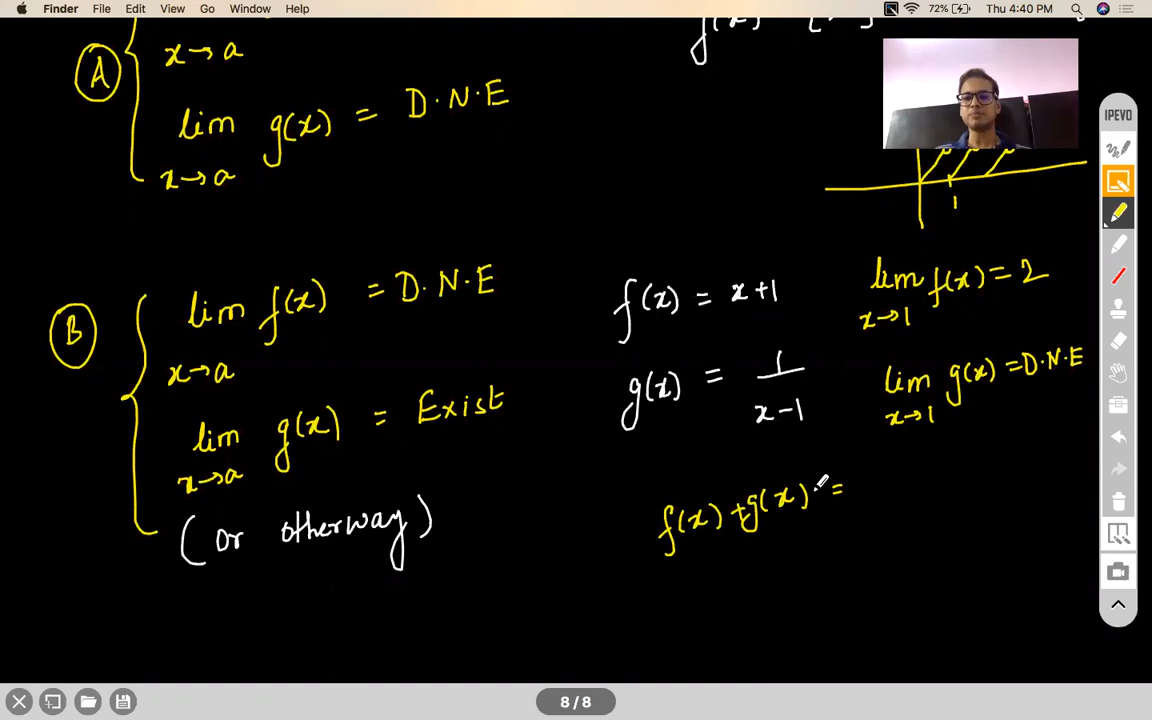 Finder File Edit View Window Help 72% Thu 4:40 PM
x→a
A
lim g(x) = D.N.E
x→a
IPEVO
1
B
lim f(x) = D.N.E
x→a
lim g(x) = Exist
x→a
(or otherway)
f(x) = x+1
lim f(x) = 2
x→1
g(x) = 1/(x-1)
lim g(x) = D.N.E
x→1
f(x) + g(x) =
8 / 8